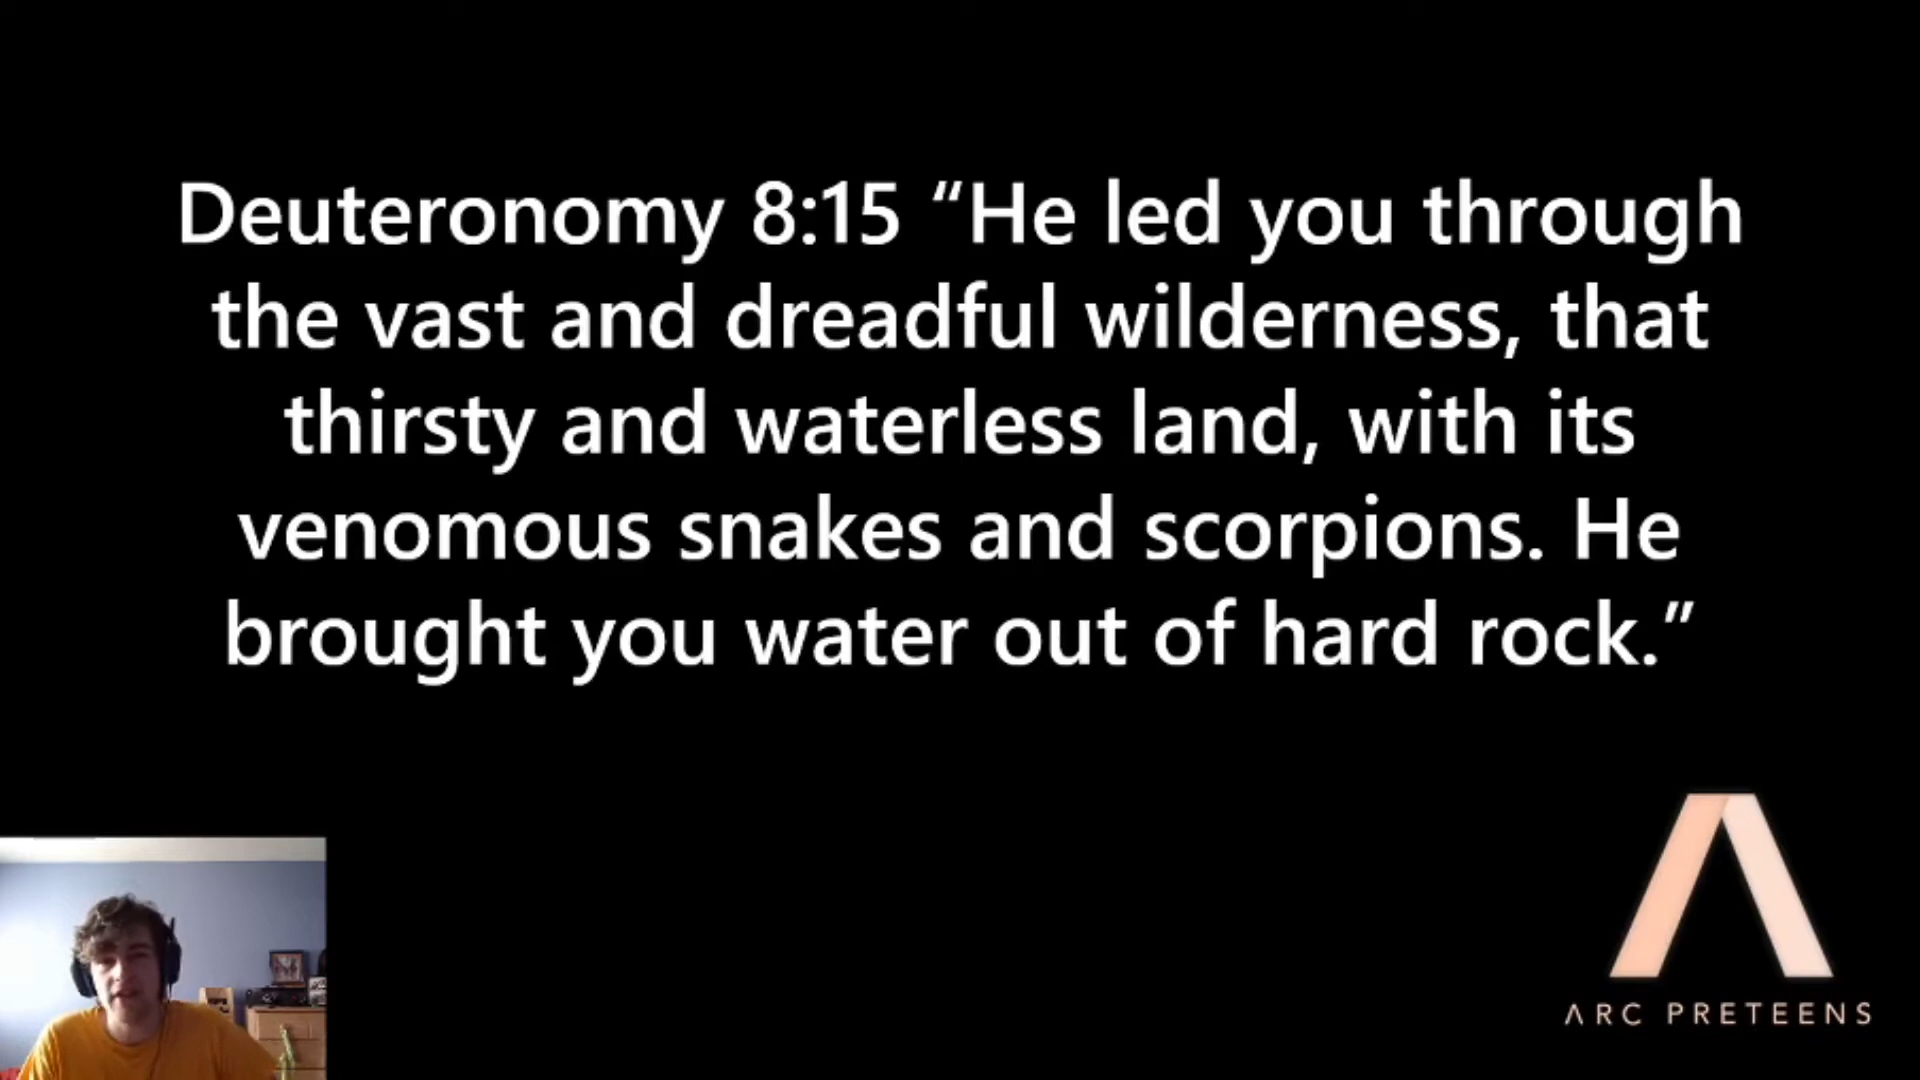 Deuteronomy 8:15 “He led you through
the vast and dreadful wilderness, that
thirsty and waterless land, with its
venomous snakes and scorpions. He
brought you water out of hard rock.”
ARC PRETEENS